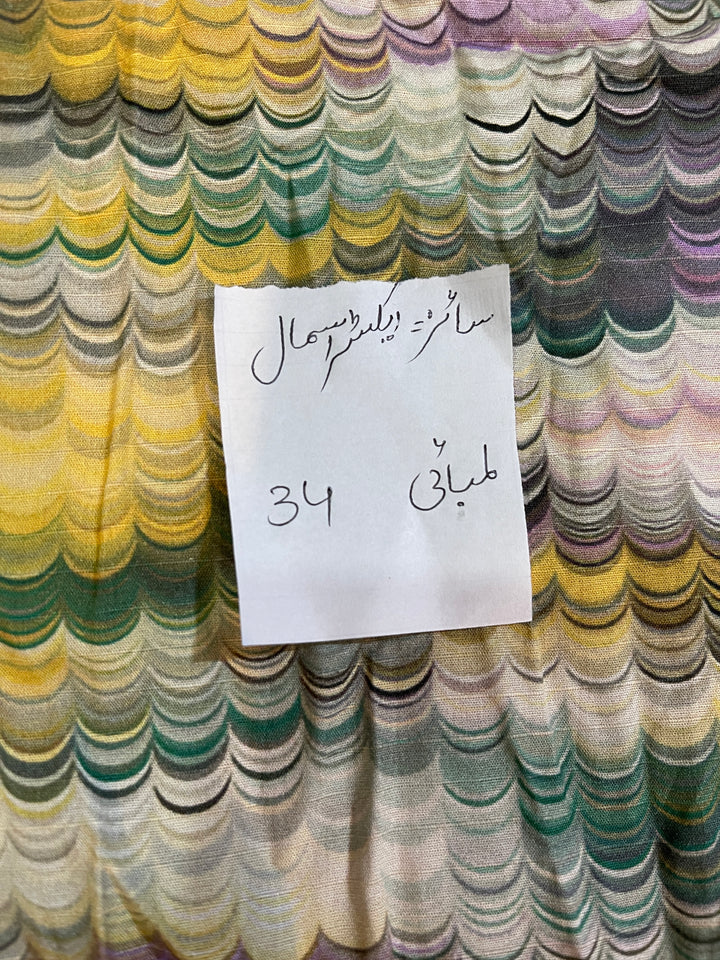 سائز = ایکسٹرا سمال
لمبائی 34